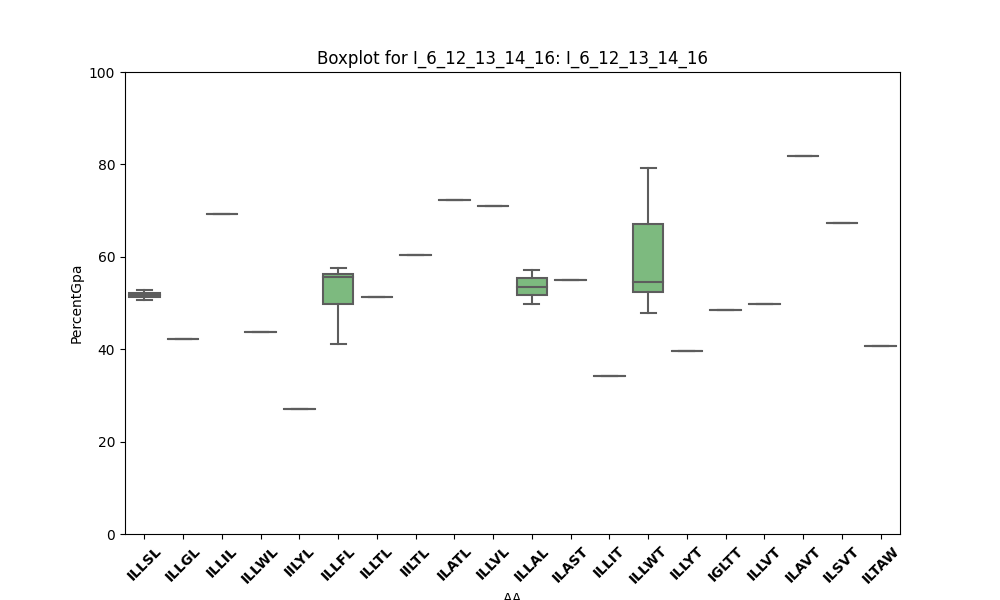 Boxplot for I_6_12_13_14_16: I_6_12_13_14_16
PercentGpa
100
80
60
40
20
0
ILLSL
ILLGL
ILLIL
ILLWL
IILYL
ILLFL
ILLTL
IILTL
ILATL
ILLVL
ILLAL
ILAST
ILLIT
ILLWT
ILLYT
IGLTT
ILLVT
ILAVT
ILSVT
ILTAW
AA